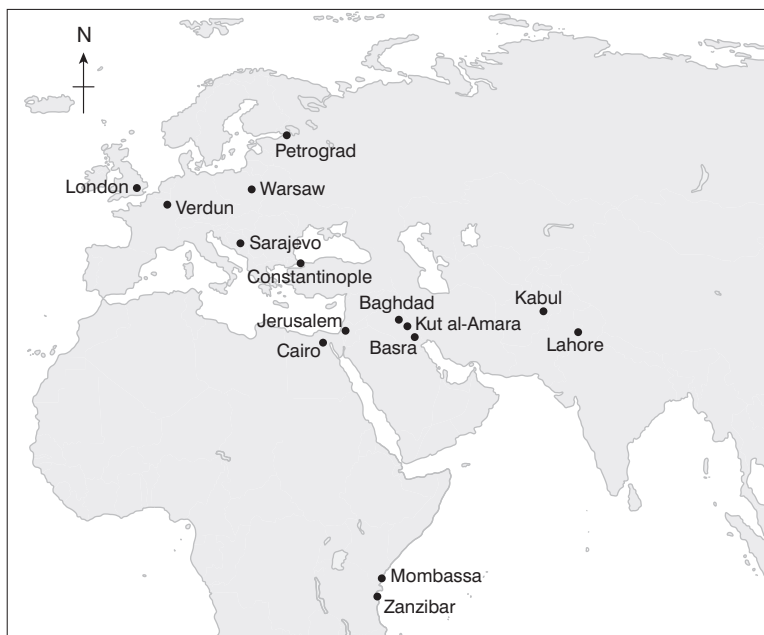 N
Petrograd
London
Warsaw
Verdun
Sarajevo
Constantinople
Baghdad
Kabul
Jerusalem
Kut al-Amara
Cairo
Basra
Lahore
Mombassa
Zanzibar